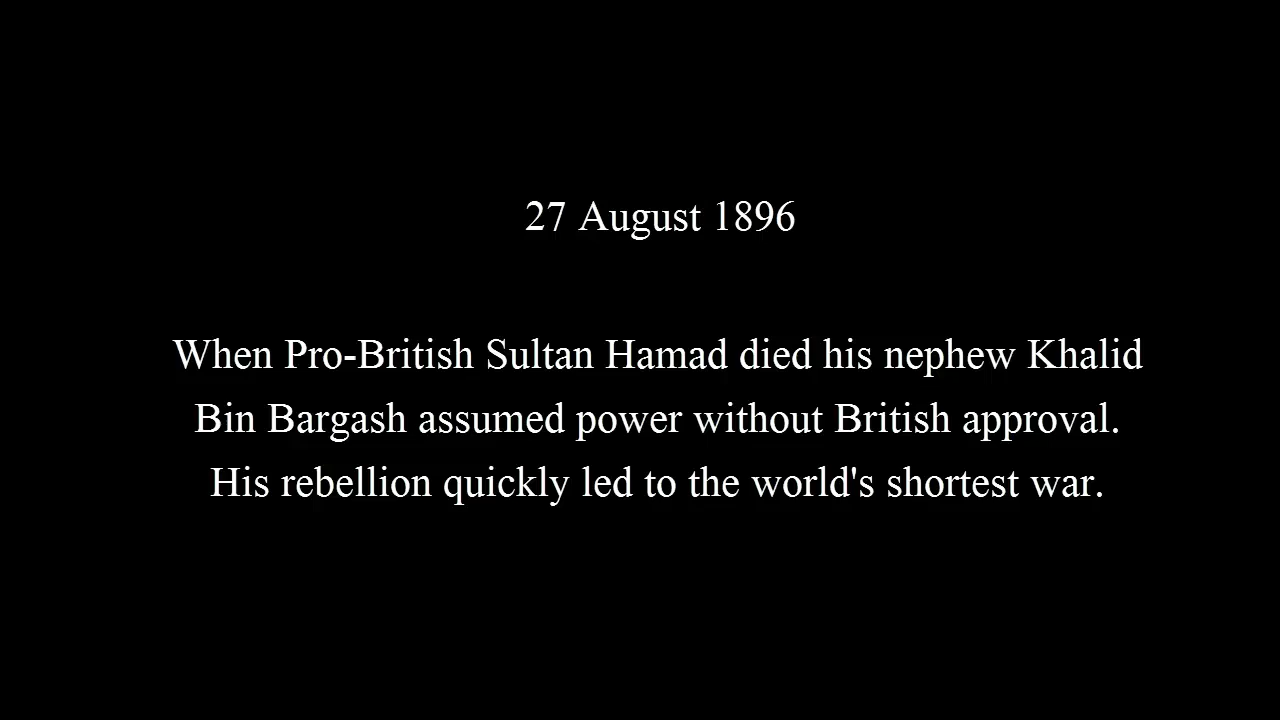 27 August 1896
When Pro-British Sultan Hamad died his nephew Khalid
Bin Bargash assumed power without British approval.
His rebellion quickly led to the world's shortest war.